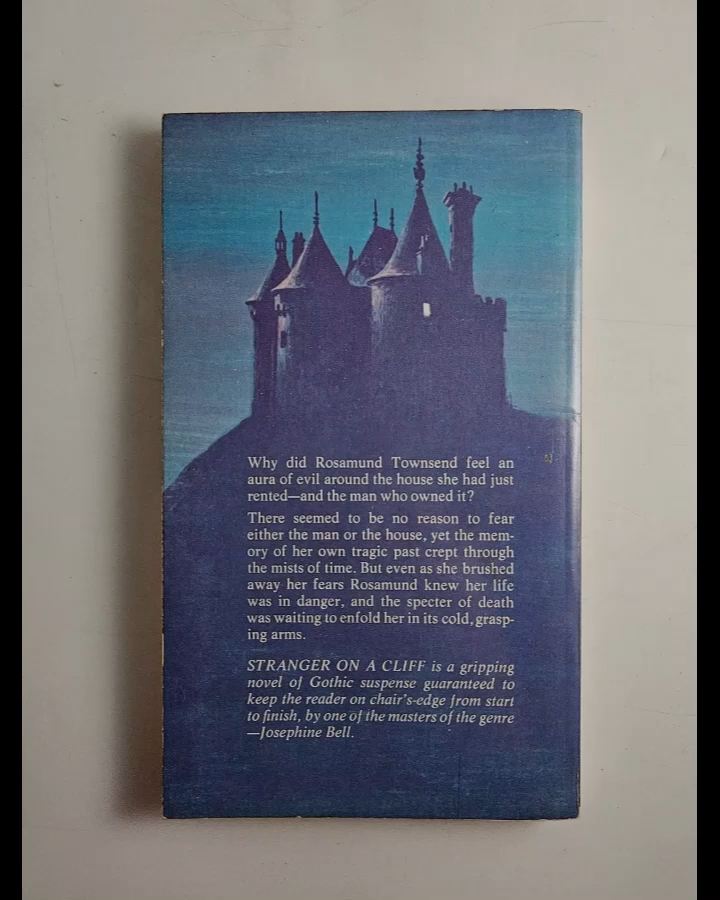 Why did Rosamund Townsend feel an
aura of evil around the house she had just
rented—and the man who owned it?
There seemed to be no reason to fear
either the man or the house, yet the mem-
ory of her own tragic past crept through
the mists of time. But even as she brushed
away her fears Rosamund knew her life
was in danger, and the specter of death
was waiting to enfold her in its cold, grasp-
ing arms.
STRANGER ON A CLIFF is a gripping
novel of Gothic suspense guaranteed to
keep the reader on chair's-edge from start
to finish, by one of the masters of the genre
—Josephine Bell.